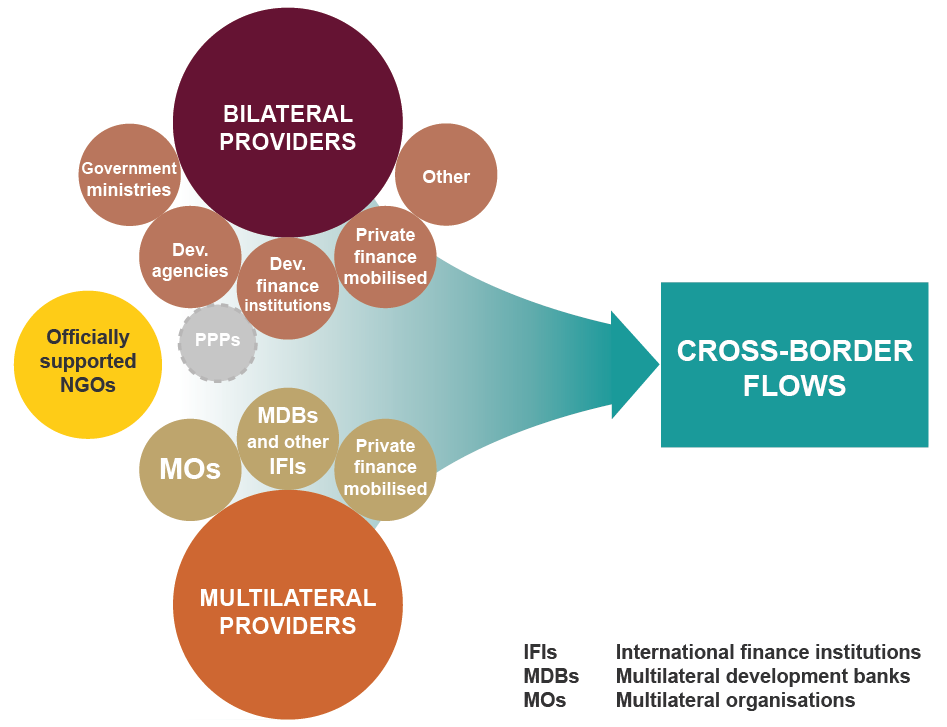 BILATERAL
PROVIDERS
Government
ministries
Other
Dev.
agencies
Dev.
finance
institutions
Private
finance
mobilised
PPPs
Officially
supported
NGOs
CROSS-BORDER
FLOWS
MOs
MDBs
and other
IFIs
Private
finance
mobilised
MULTILATERAL
PROVIDERS
IFIs International finance institutions
MDBs Multilateral development banks
MOs Multilateral organisations